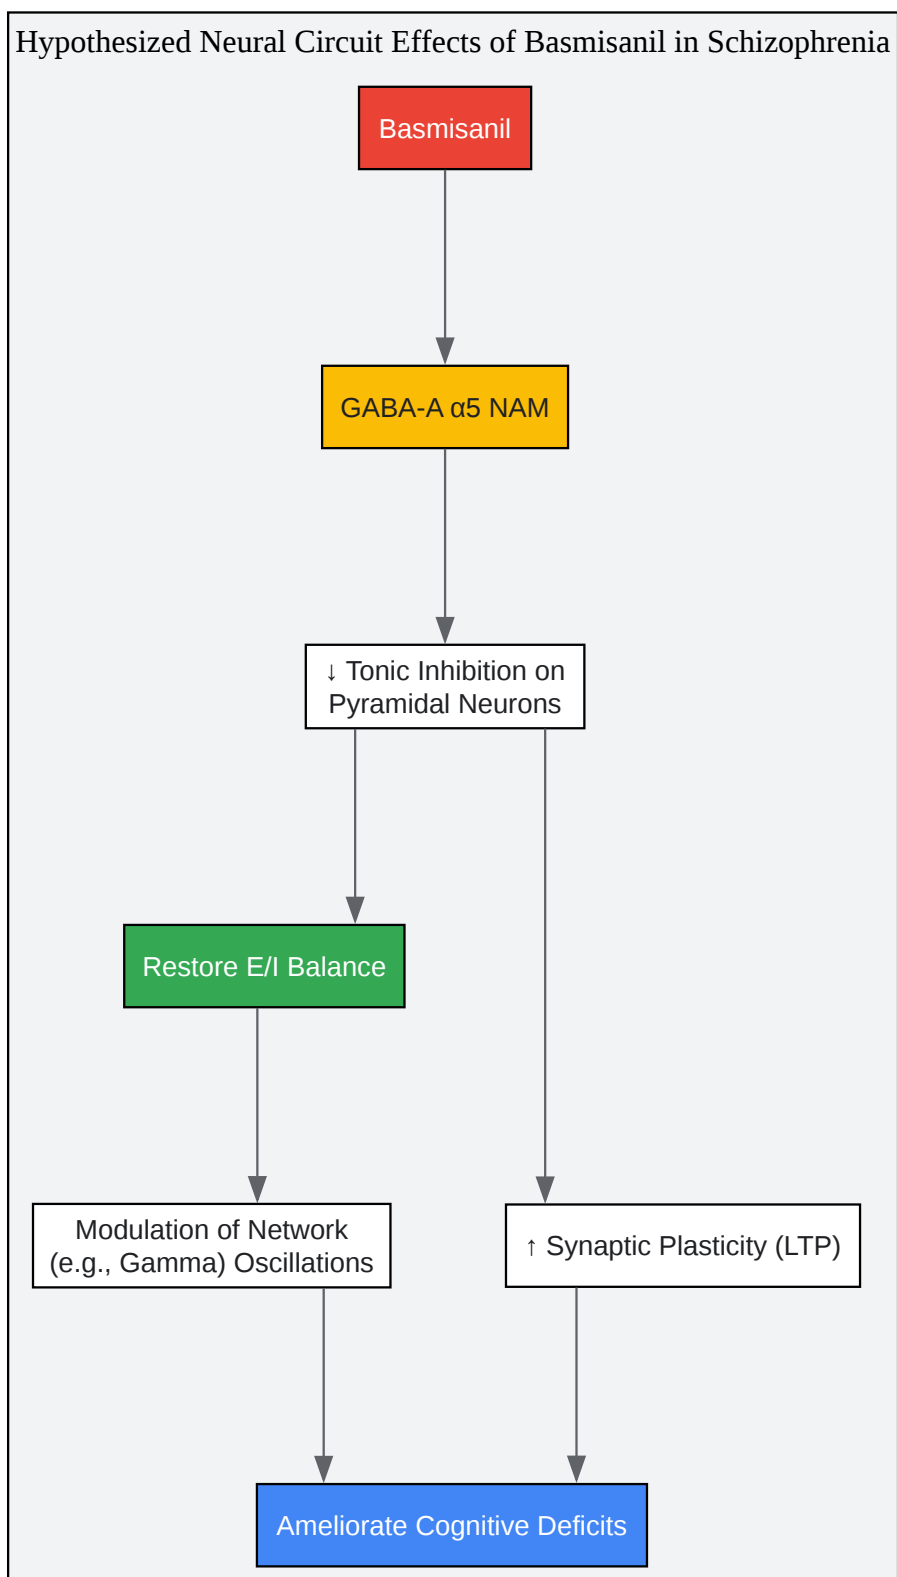 Hypothesized Neural Circuit Effects of Basmisanil in Schizophrenia
Basmisanil
GABA-A α5 NAM
↓ Tonic Inhibition on
Pyramidal Neurons
Restore E/I Balance
Modulation of Network
(e.g., Gamma) Oscillations
↑ Synaptic Plasticity (LTP)
Ameliorate Cognitive Deficits